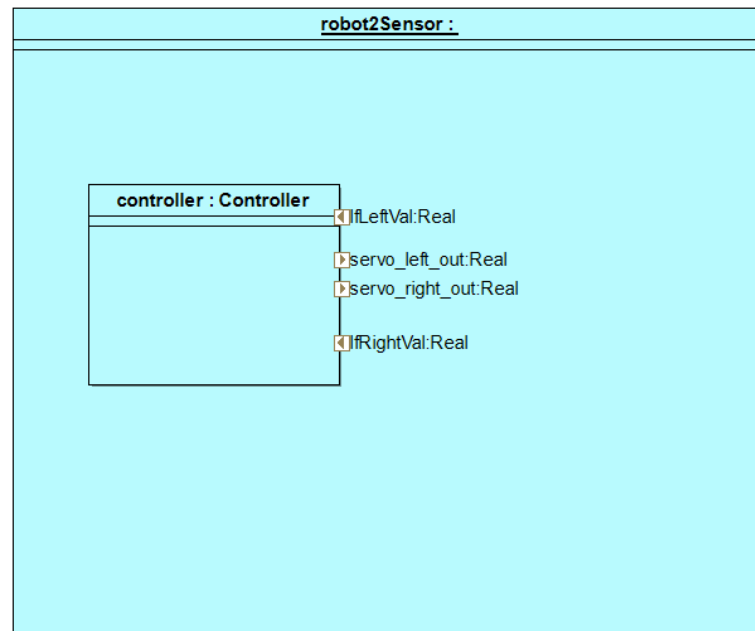 robot2Sensor :
controller : Controller
lfLeftVal:Real
servo_left_out:Real
servo_right_out:Real
lfRightVal:Real